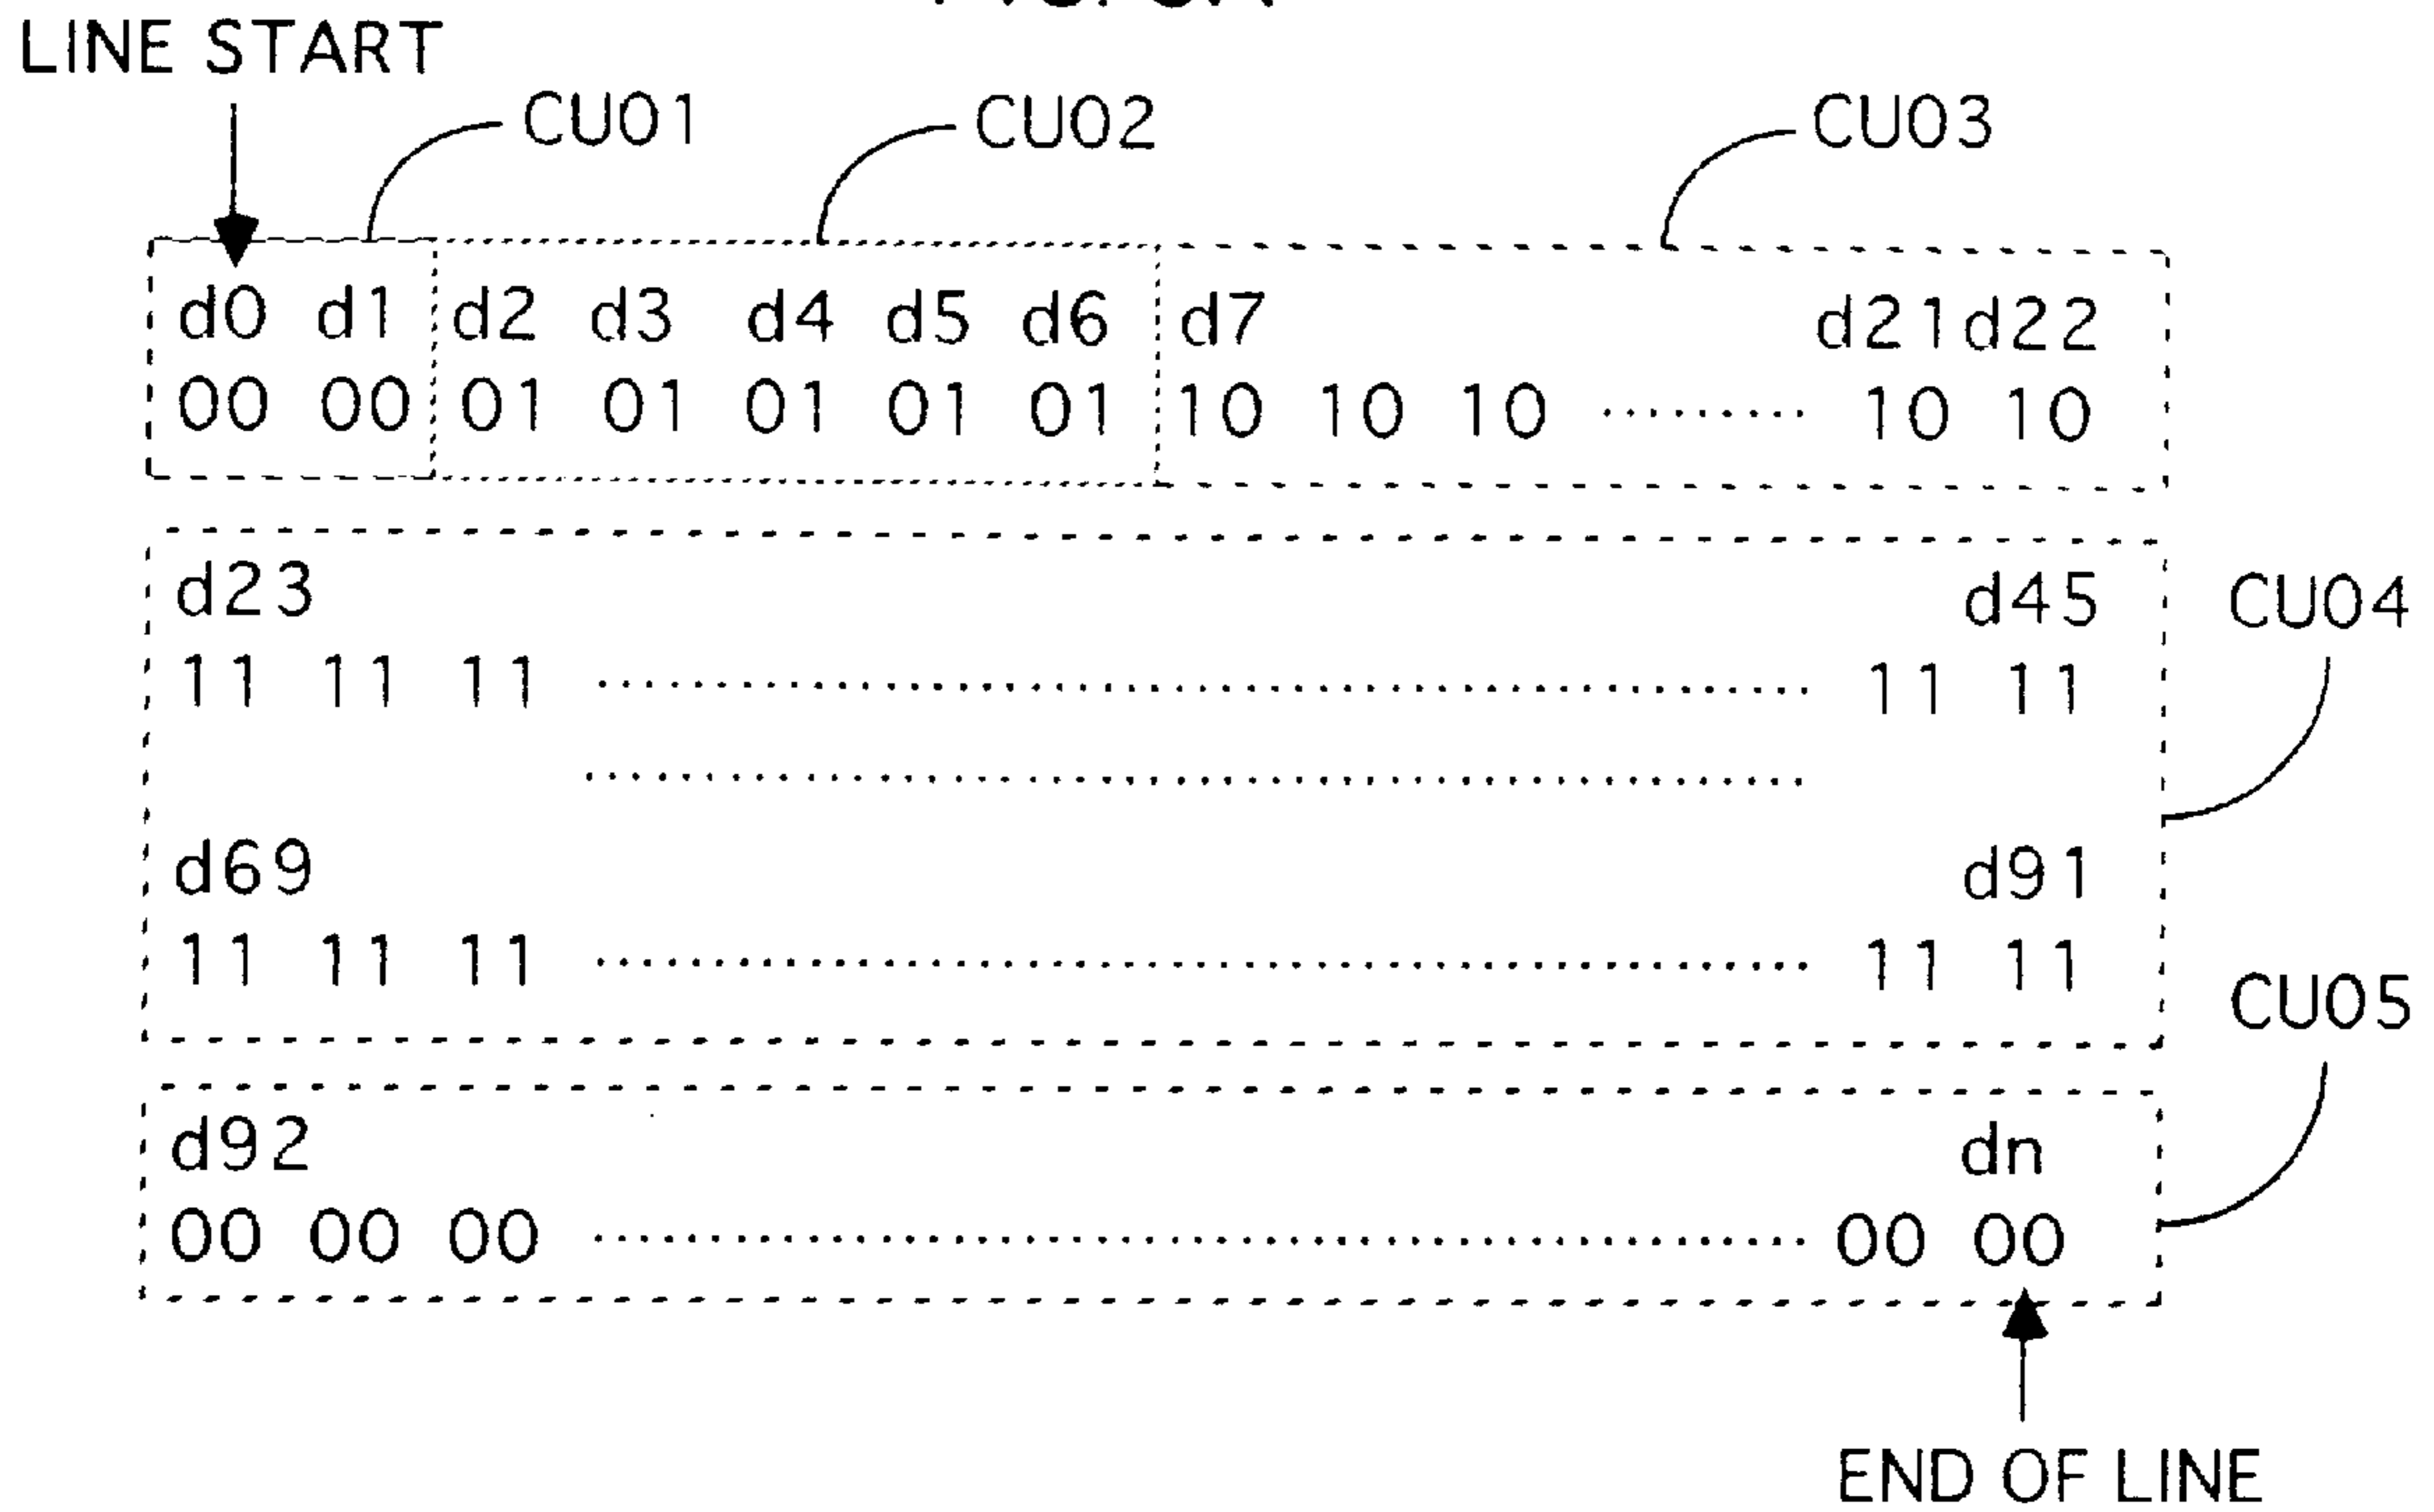 LINE START
CU01 CU02 CU03
d0 d1 d2 d3 d4 d5 d6 d7 d21 d22
00 00 01 01 01 01 01 10 10 10 ........ 10 10
d23 d45
CU04
11 11 11 ........ 11 11
........
d69 d91
11 11 11 ........ 11 11
CU05
d92 dn
00 00 00 ........ 00 00
END OF LINE